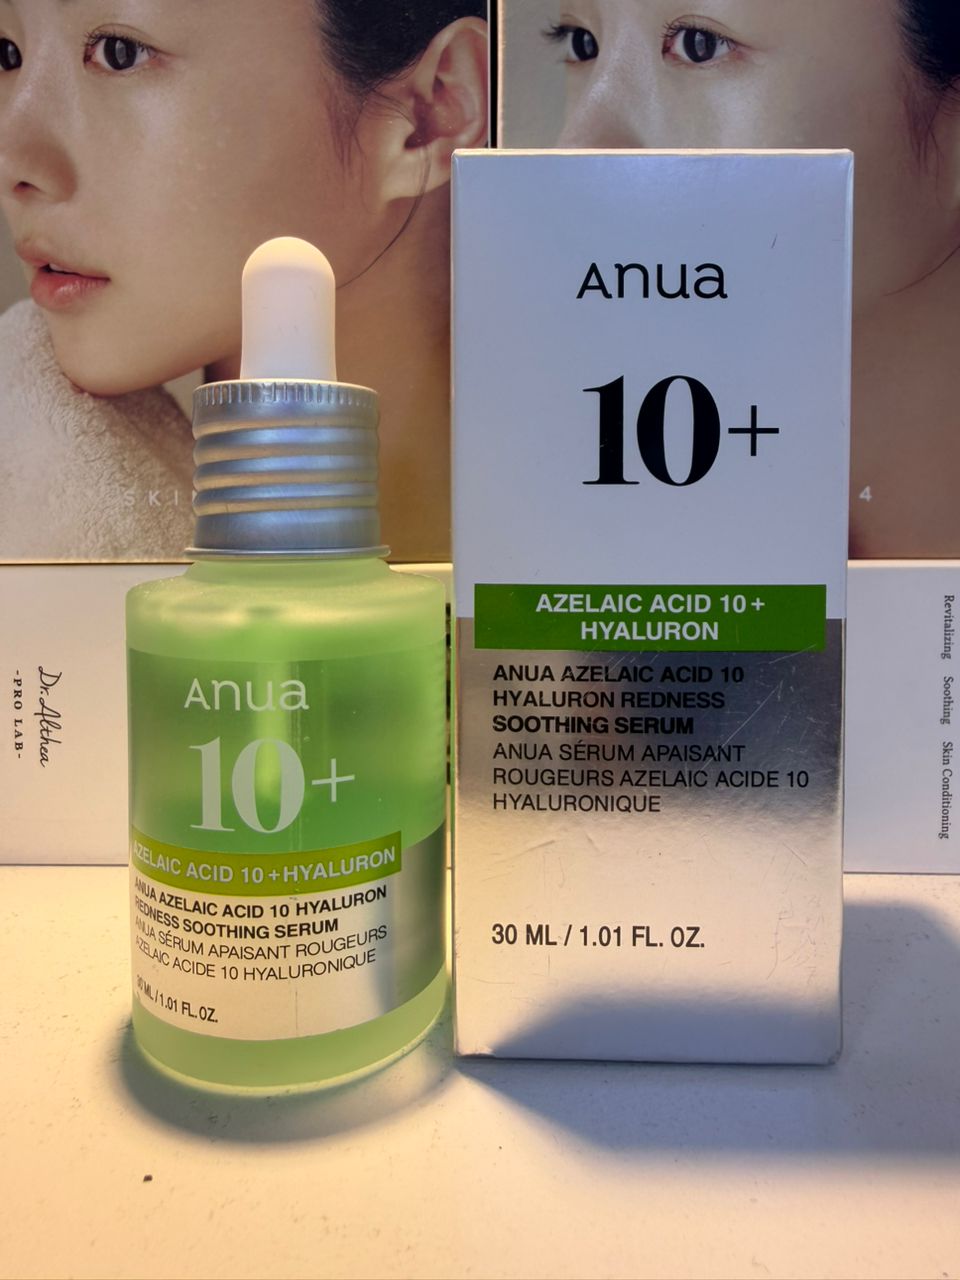 Anua
10+
AZELAIC ACID 10+
HYALURON
ANUA AZELAIC ACID 10
HYALURON REDNESS
SOOTHING SERUM
ANUA SÉRUM APAISANT
ROUGEURS AZELAIC ACIDE 10
HYALURONIQUE
30 ML / 1.01 FL. OZ.
Anua
10+
AZELAIC ACID 10+HYALURON
ANUA AZELAIC ACID 10 HYALURON
REDNESS SOOTHING SERUM
ANUA SÉRUM APAISANT ROUGEURS
AZELAIC ACIDE 10 HYALURONIQUE
30 ML / 1.01 FL. OZ.
4
Dr.Althea
-PRO LAB-
Revitalizing Soothing Skin Conditioning